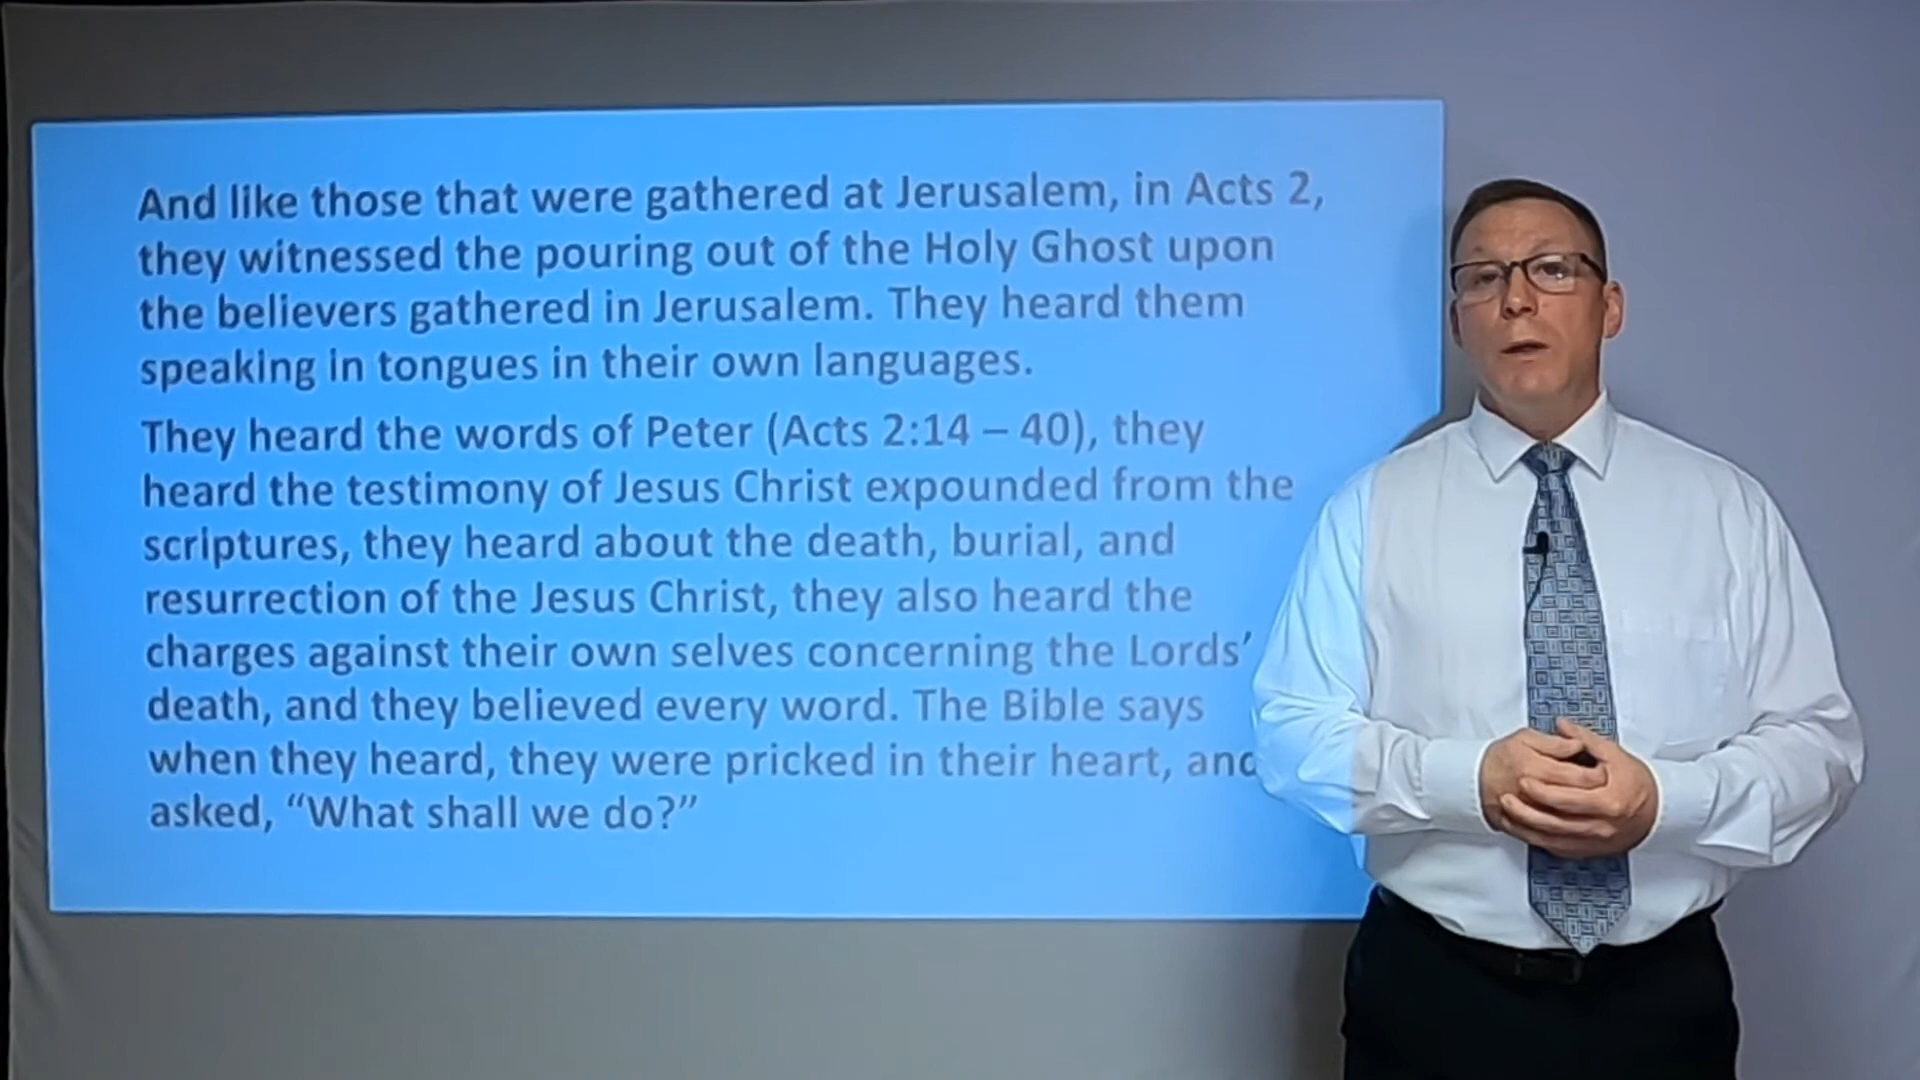 And like those that were gathered at Jerusalem, in Acts 2,
they witnessed the pouring out of the Holy Ghost upon
the believers gathered in Jerusalem. They heard them
speaking in tongues in their own languages.
They heard the words of Peter (Acts 2:14 – 40), they
heard the testimony of Jesus Christ expounded from the
scriptures, they heard about the death, burial, and
resurrection of the Jesus Christ, they also heard the
charges against their own selves concerning the Lords’
death, and they believed every word. The Bible says
when they heard, they were pricked in their heart, and
asked, “What shall we do?”